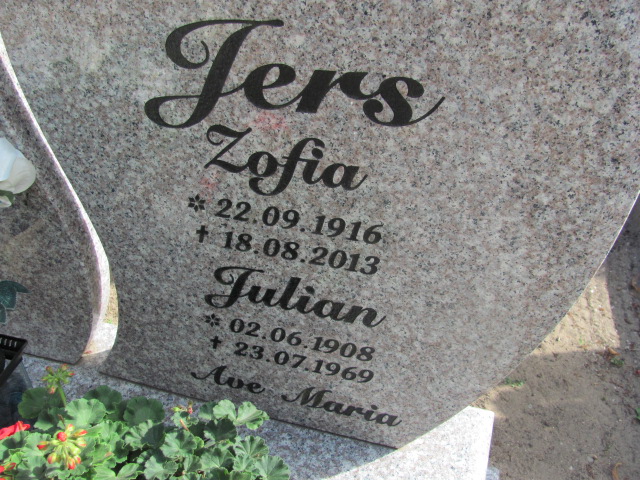 Jers
Zofia
* 22.09.1916
† 18.08.2013
Julian
* 02.06.1908
† 23.07.1969
Ave Maria